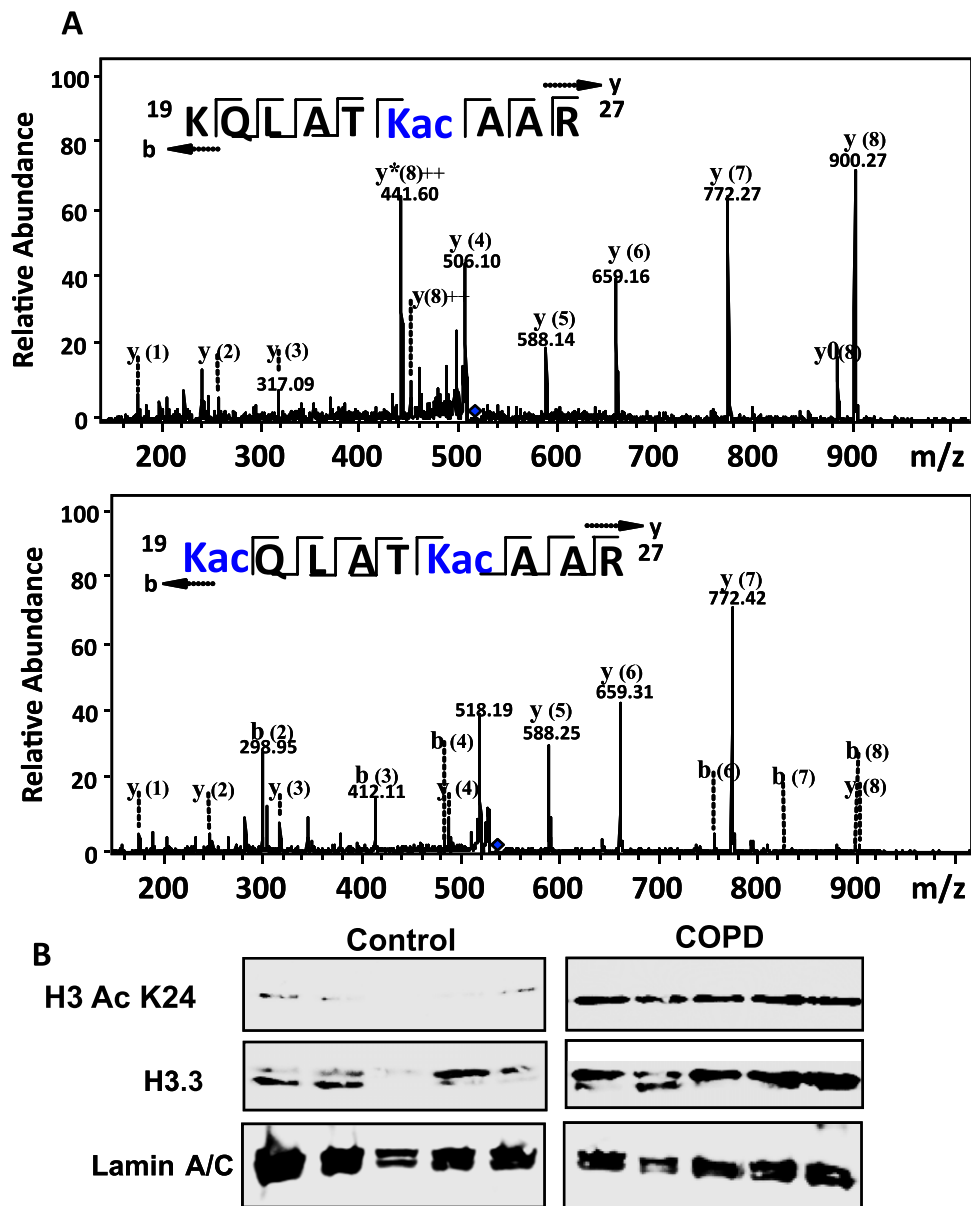 A
Relative Abundance
100
80
60
40
20
0
19 K Q L A T Kac A A R 27
y
b
y (1)
y (2)
y (3)
317.09
y*(8)++
441.60
y(8)++
y (4)
506.10
y (5)
588.14
y (6)
659.16
y (7)
772.27
y0(8)
y (8)
900.27
200 300 400 500 600 700 800 900 m/z
Relative Abundance
100
80
60
40
20
0
19 Kac Q L A T Kac A A R 27
y
b
y (1)
y (2)
b (2)
298.95
y (3)
b (3)
412.11
b (4)
y (4)
518.19
y (5)
588.25
y (6)
659.31
b (6)
y (7)
772.42
b (7)
b (8)
y (8)
200 300 400 500 600 700 800 900 m/z
B
Control COPD
H3 Ac K24
H3.3
Lamin A/C